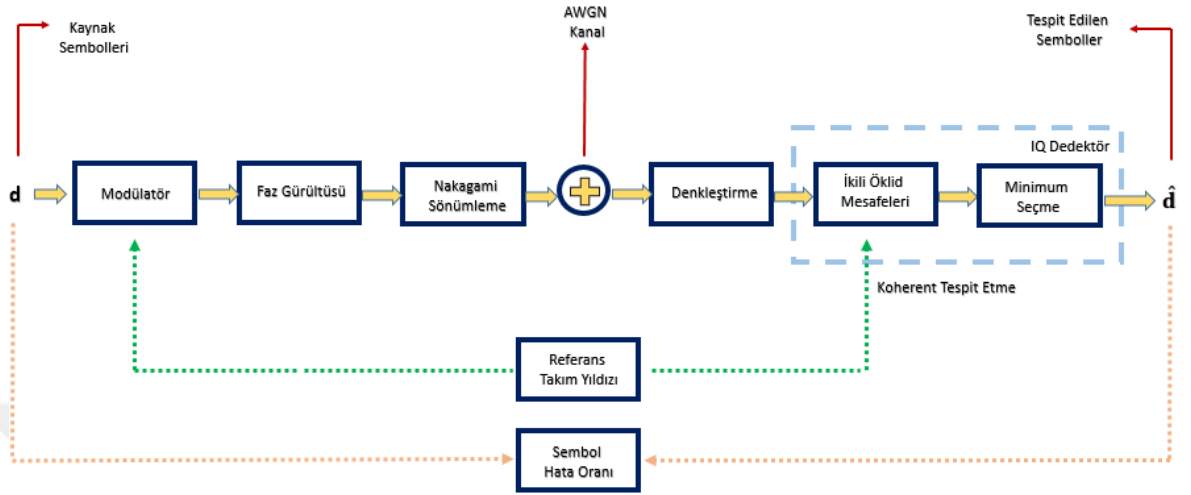 Kaynak
Sembolleri
AWGN
Kanal
Tespit Edilen
Semboller
IQ Dedektör
d
Modülatör
Faz Gürültüsü
Nakagami
Sönümleme
Denkleştirme
İkili Öklid
Mesafeleri
Minimum
Seçme
d̂
Koherent Tespit Etme
Referans
Takım Yıldızı
Sembol
Hata Oranı